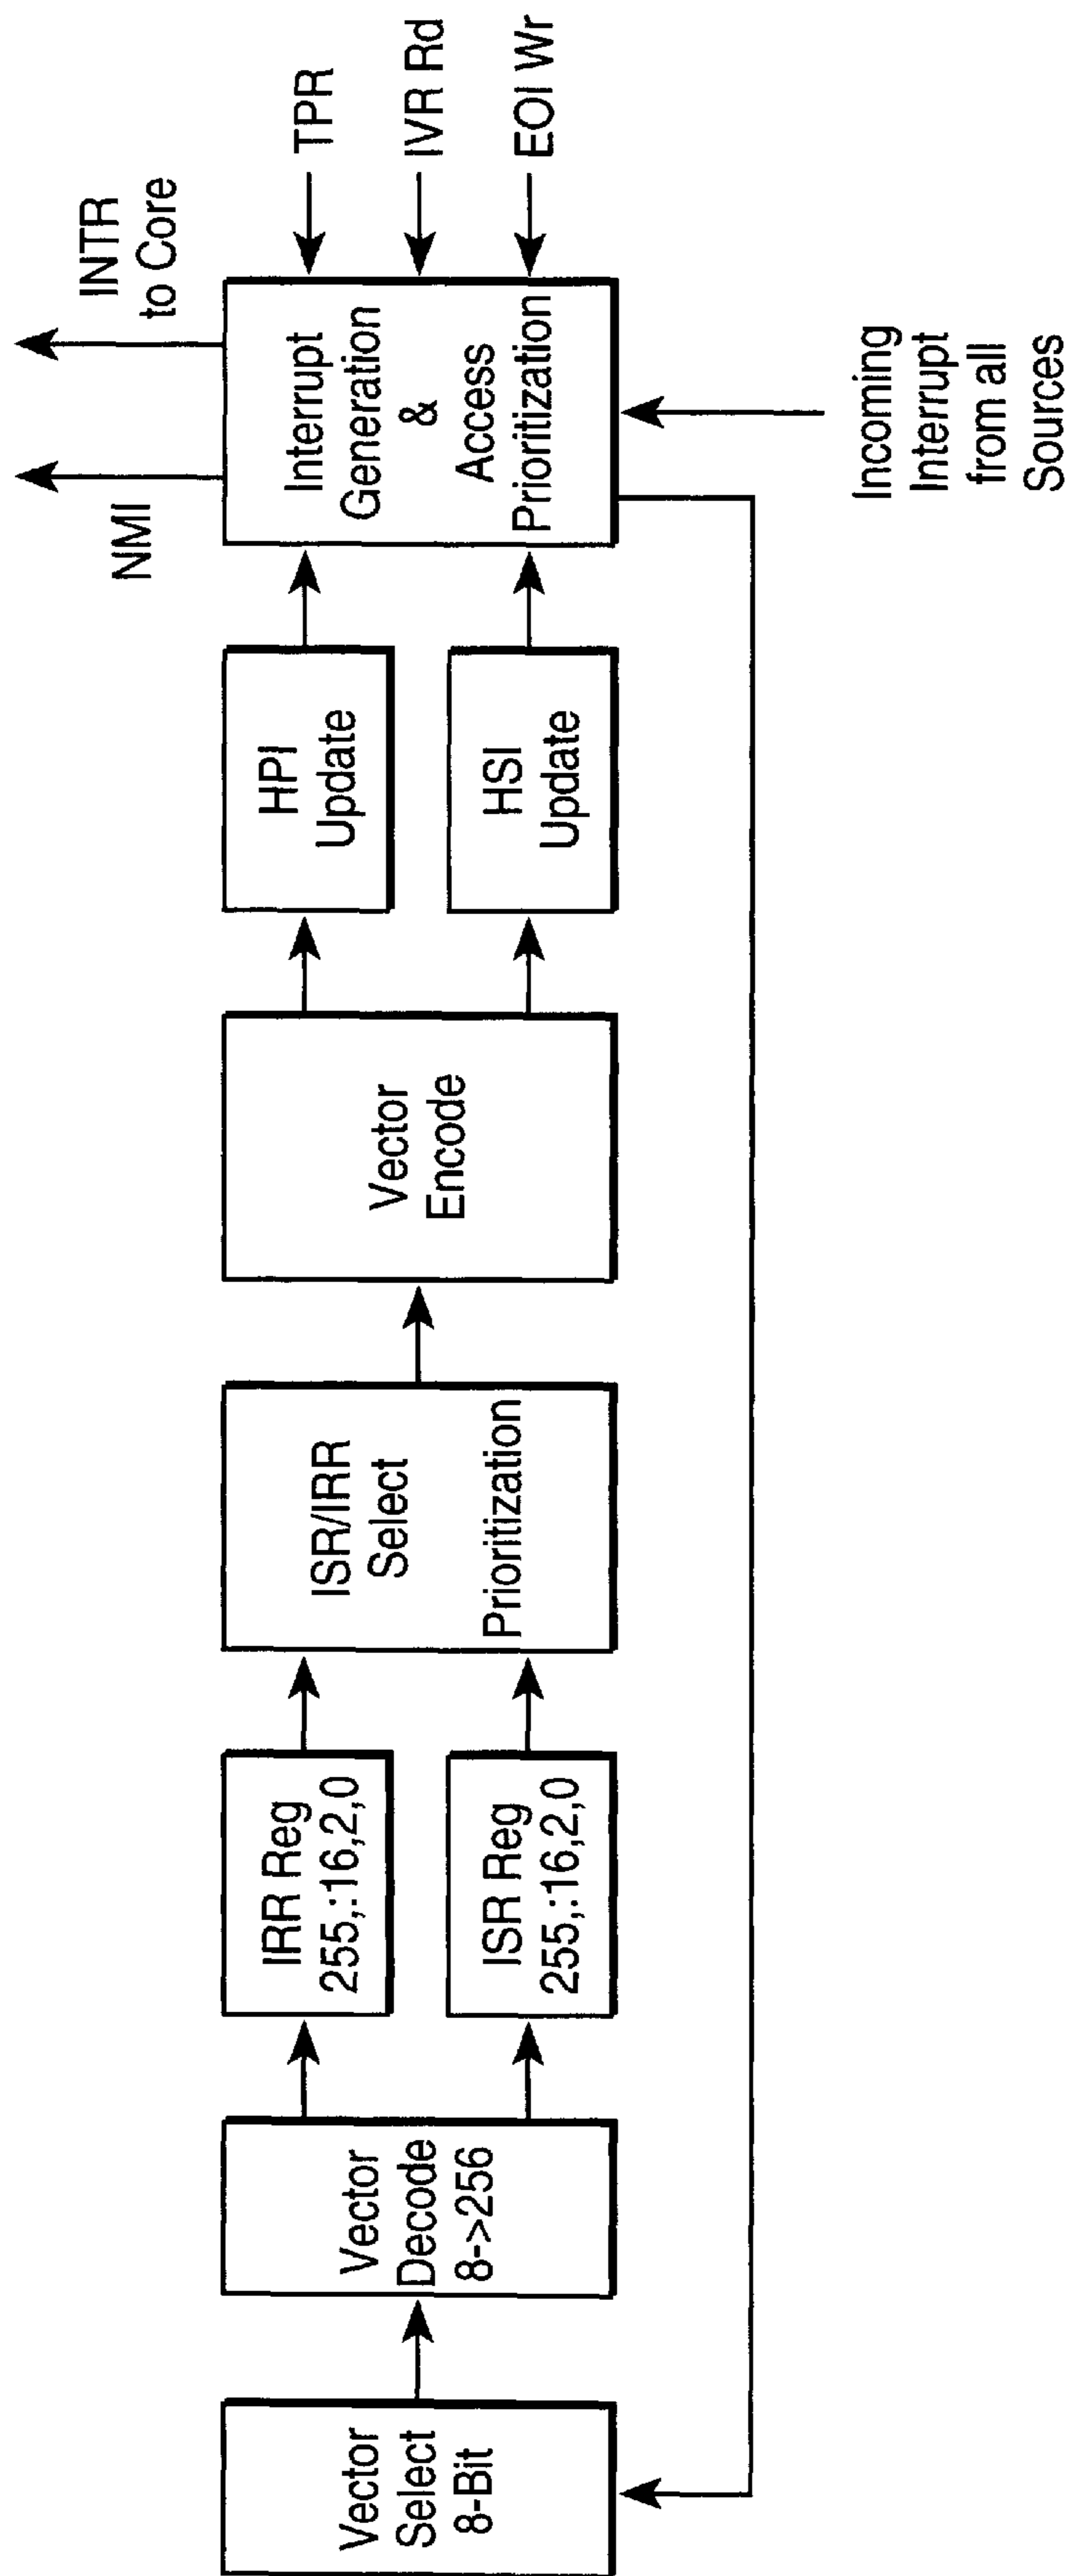 Vector
Select
8-Bit
Vector
Decode
8->256
IRR Reg
255,:16,2,0
ISR Reg
255,:16,2,0
ISR/IRR
Select
Prioritization
Vector
Encode
HPI
Update
HSI
Update
NMI
INTR
to Core
Interrupt
Generation
&
Access
Prioritization
TPR
IVR Rd
EOI Wr
Incoming
Interrupt
from all
Sources